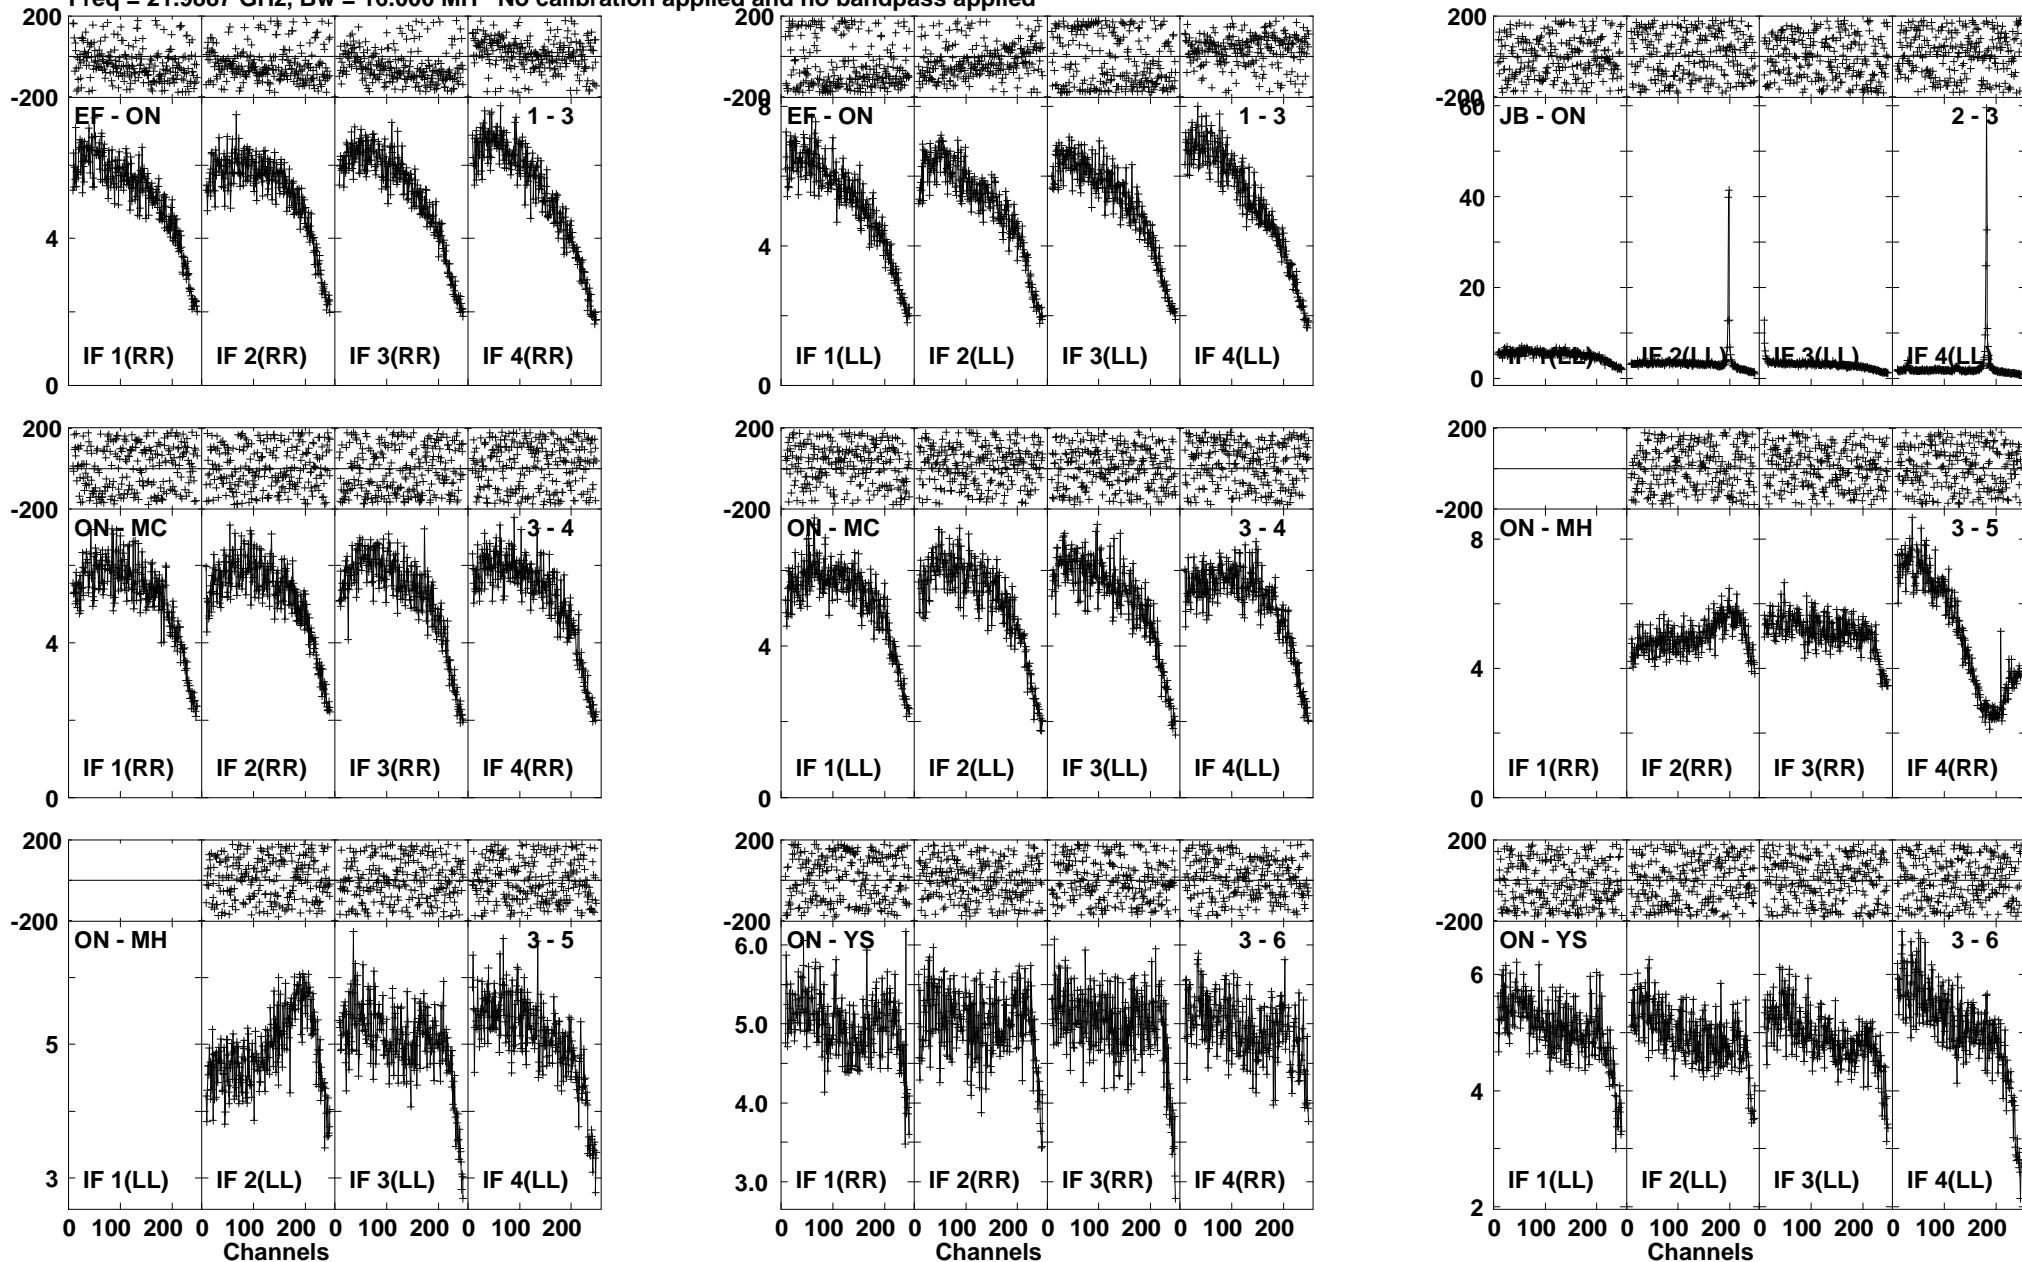 No calibration applied and no bandpass applied
200
-200
EF - ON 1 - 3
4
0
IF 1(RR) IF 2(RR) IF 3(RR) IF 4(RR)
-200
8
EF - ON 1 - 3
4
0
IF 1(LL) IF 2(LL) IF 3(LL) IF 4(LL)
200
-200
60
JB - ON 2 - 3
40
20
0
IF 1(LL) IF 2(LL) IF 3(LL) IF 4(LL)
200
-200
ON - MC 3 - 4
4
0
IF 1(RR) IF 2(RR) IF 3(RR) IF 4(RR)
200
-200
ON - MC 3 - 4
4
0
IF 1(LL) IF 2(LL) IF 3(LL) IF 4(LL)
200
-200
ON - MH 3 - 5
8
4
0
IF 1(RR) IF 2(RR) IF 3(RR) IF 4(RR)
200
-200
ON - MH 3 - 5
5
3
IF 1(LL) IF 2(LL) IF 3(LL) IF 4(LL)
0 100 200 0 100 200 0 100 200 0 100 200
Channels
200
-200
ON - YS 3 - 6
6.0
5.0
4.0
3.0
IF 1(RR) IF 2(RR) IF 3(RR) IF 4(RR)
0 100 200 0 100 200 0 100 200 0 100 200
200
-200
ON - YS 3 - 6
6
4
2
IF 1(LL) IF 2(LL) IF 3(LL) IF 4(LL)
0 100 200 0 100 200 0 100 200 0 100 200
Channels